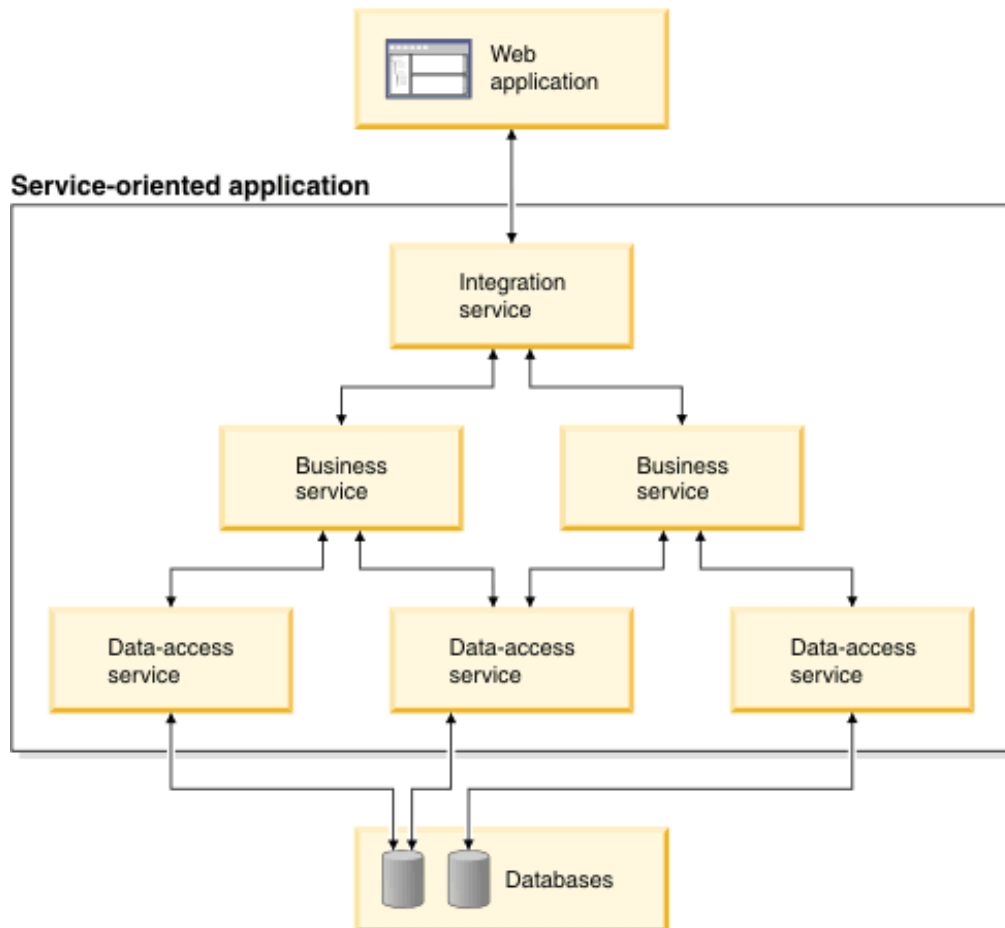 Web
application
Service-oriented application
Integration
service
Business
service
Business
service
Data-access
service
Data-access
service
Data-access
service
Databases